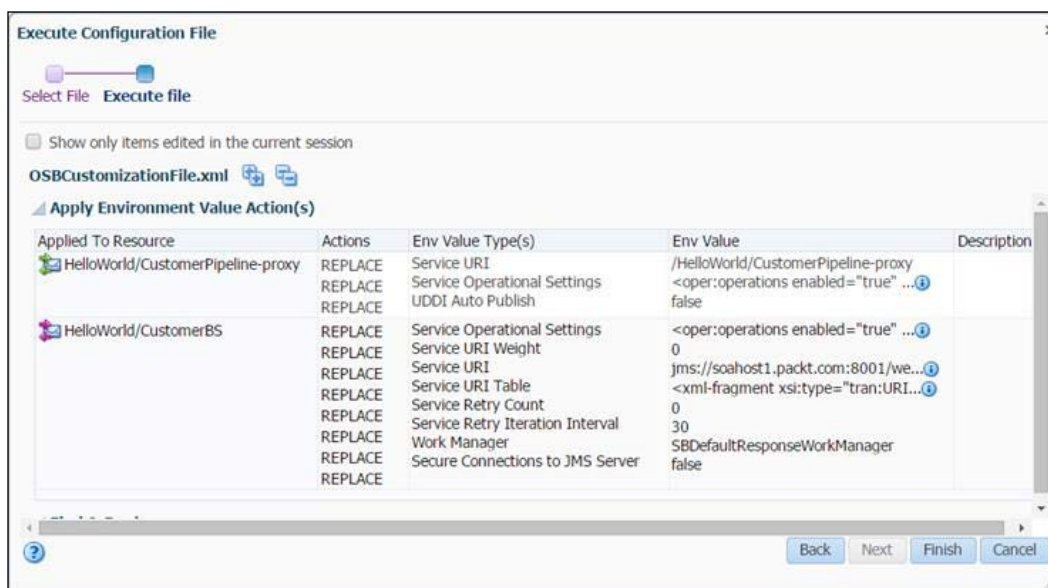 Execute Configuration File
Select File Execute file
Show only items edited in the current session
OSBCustomizationFile.xml
Apply Environment Value Action(s)
Applied To Resource Actions Env Value Type(s) Env Value Description
HelloWorld/CustomerPipeline-proxy REPLACE Service URI /HelloWorld/CustomerPipeline-proxy
REPLACE Service Operational Settings <oper:operations enabled="true" ...
REPLACE UDDI Auto Publish false
HelloWorld/CustomerBS REPLACE Service Operational Settings <oper:operations enabled="true" ...
REPLACE Service URI Weight 0
REPLACE Service URI jms://soahost1.packt.com:8001/we...
REPLACE Service URI Table <xml-fragment xsi:type="tran:URI...
REPLACE Service Retry Count 0
REPLACE Service Retry Iteration Interval 30
REPLACE Work Manager SBDefaultResponseWorkManager
REPLACE Secure Connections to JMS Server false
Back Next Finish Cancel